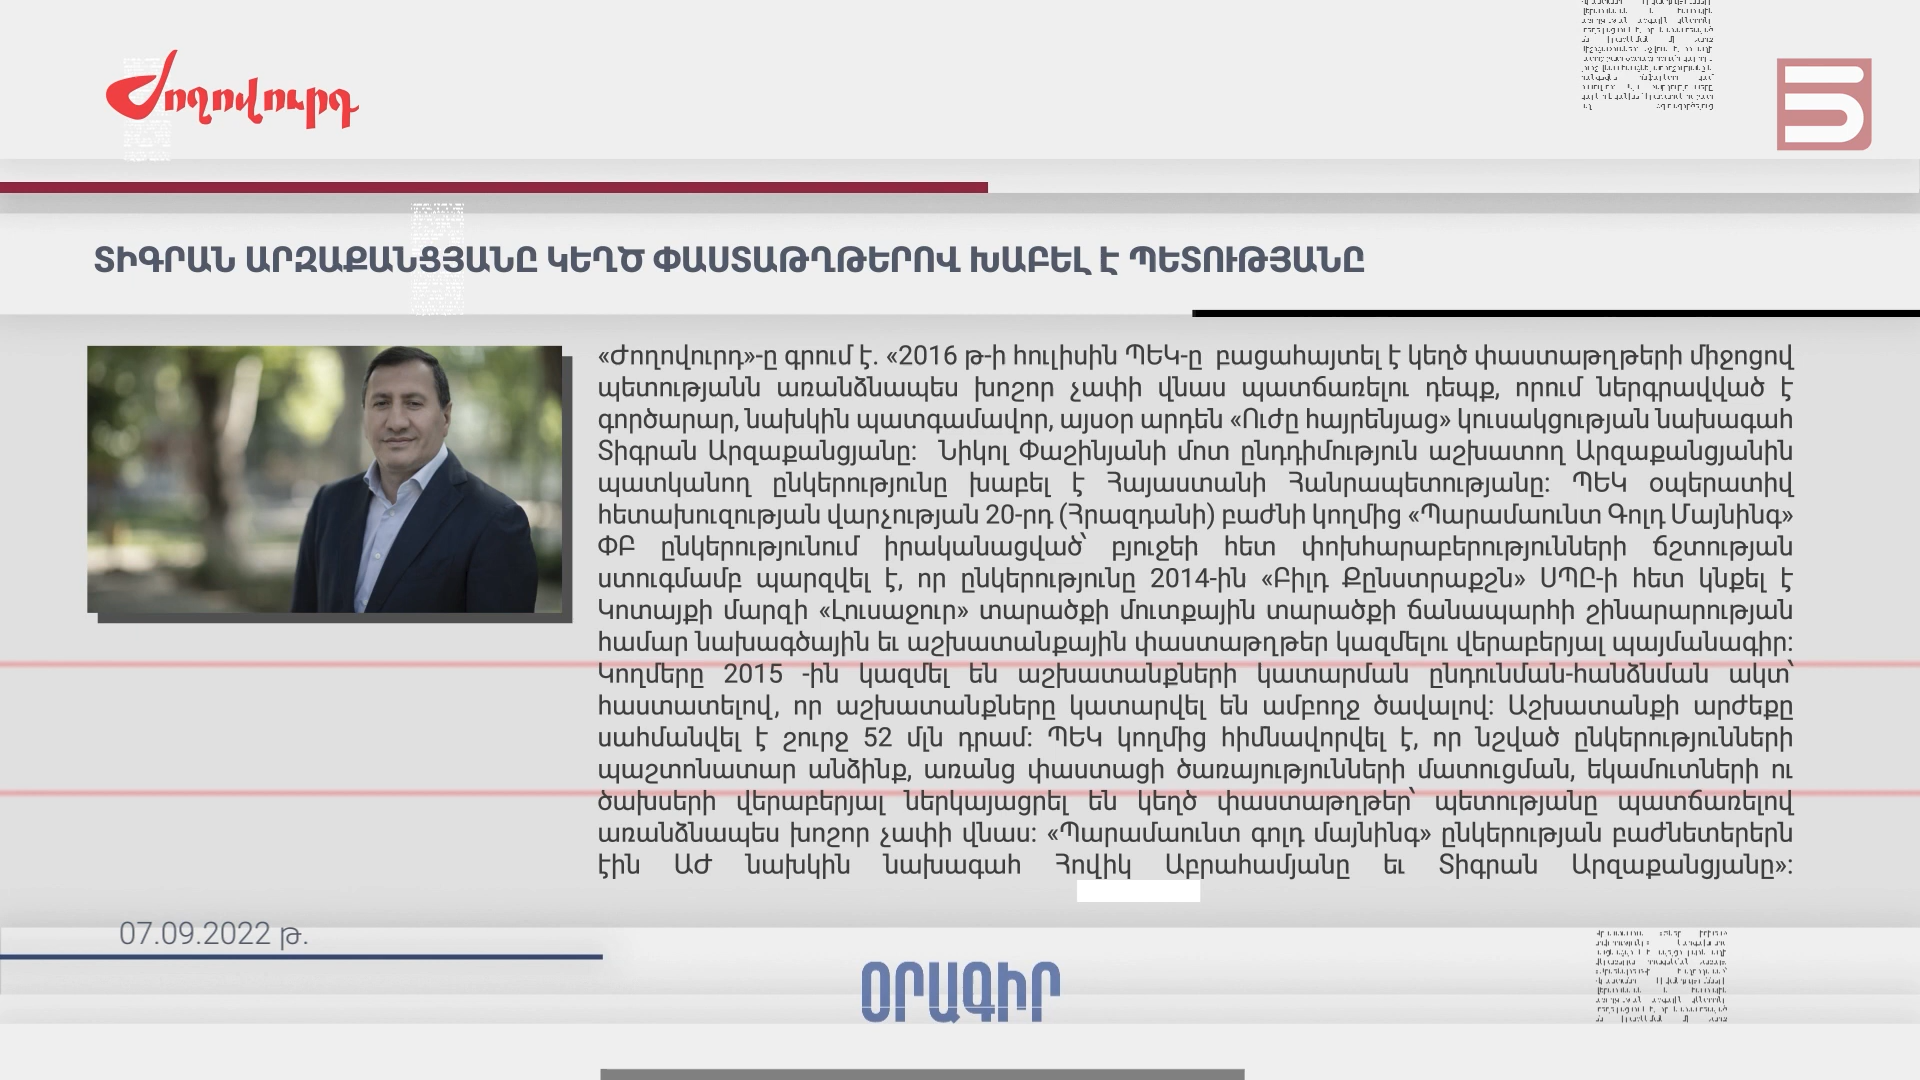 Ժողովուրդ
ՏԻԳՐԱՆ ԱՐԶԱՔԱՆՑՅԱՆԸ ԿԵՂԾ ՓԱՍՏԱԹՂԹԵՐՈՎ ԽԱԲԵԼ Է ՊԵՏՈՒԹՅԱՆԸ
«Ժողովուրդ»-ը գրում է. «2016 թ-ի հուլիսին ՊԵԿ-ը բացահայտել է կեղծ փաստաթղթերի միջոցով
պետությանն առանձնապես խոշոր չափի վնաս պատճառելու դեպք, որում ներգրավված է
գործարար, նախկին պատգամավոր, այսօր արդեն «Ուժը հայրենյաց» կուսակցության նախագահ
Տիգրան Արզաքանցյանը: Նիկոլ Փաշինյանի մոտ ընդդիմություն աշխատող Արզաքանցյանին
պատկանող ընկերությունը խաբել է Հայաստանի Հանրապետությանը: ՊԵԿ օպերատիվ
հետախուզության վարչության 20-րդ (Հրազդանի) բաժնի կողմից «Պարամաունտ Գոլդ Մայնինգ»
ՓԲ ընկերությունում իրականացված՝ բյուջեի հետ փոխհարաբերությունների ճշտության
ստուգմամբ պարզվել է, որ ընկերությունը 2014-ին «Բիլդ Քընստրաքշն» ՍՊԸ-ի հետ կնքել է
Կոտայքի մարզի «Լուսաջուր» տարածքի մուտքային տարածքի ճանապարհի շինարարության
համար նախագծային եւ աշխատանքային փաստաթղթեր կազմելու վերաբերյալ պայմանագիր:
Կողմերը 2015 -ին կազմել են աշխատանքների կատարման ընդունման-հանձնման ակտ՝
հաստատելով, որ աշխատանքները կատարվել են ամբողջ ծավալով: Աշխատանքի արժեքը
սահմանվել է շուրջ 52 մլն դրամ: ՊԵԿ կողմից հիմնավորվել է, որ նշված ընկերությունների
պաշտոնատար անձինք, առանց փաստացի ծառայությունների մատուցման, եկամուտների ու
ծախսերի վերաբերյալ ներկայացրել են կեղծ փաստաթղթեր՝ պետությանը պատճառելով
առանձնապես խոշոր չափի վնաս: «Պարամաունտ գոլդ մայնինգ» ընկերության բաժնետերերն
էին ԱԺ նախկին նախագահ Հովիկ Աբրահամյանը եւ Տիգրան Արզաքանցյանը»:
07.09.2022 թ.
ՕՐԱԳԻՐ